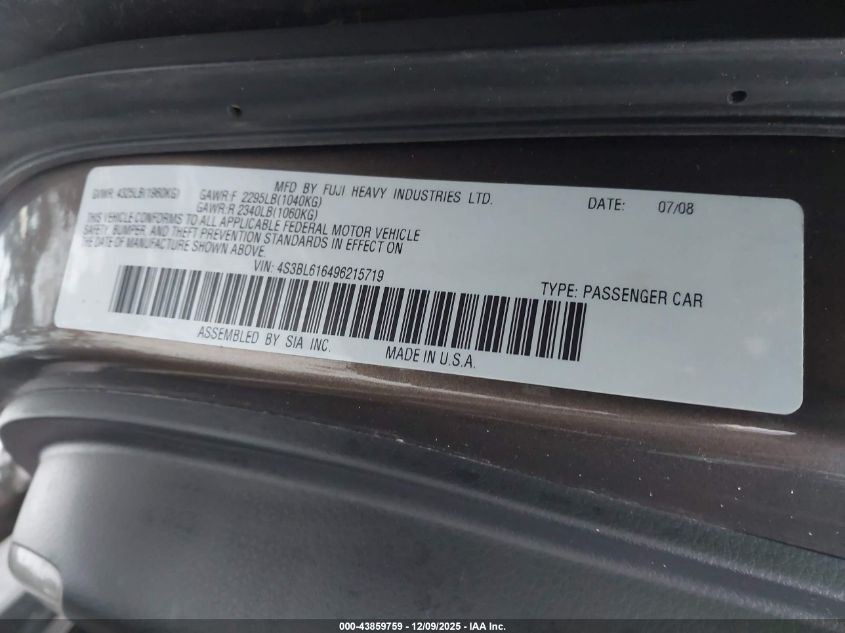 MFD BY FUJI HEAVY INDUSTRIES LTD. DATE: 07/08
GVWR: 4325LB(1960KG) GAWR:F 2295LB(1040KG)
GAWR:R 2340LB(1060KG)
THIS VEHICLE CONFORMS TO ALL APPLICABLE FEDERAL MOTOR VEHICLE
SAFETY, BUMPER, AND THEFT PREVENTION STANDARDS IN EFFECT ON
THE DATE OF MANUFACTURE SHOWN ABOVE.
VIN: 4S3BL616496215719 TYPE: PASSENGER CAR
ASSEMBLED BY SIA INC. MADE IN U.S.A.
000-43859759 | 12/09/2025 - IAA Inc.